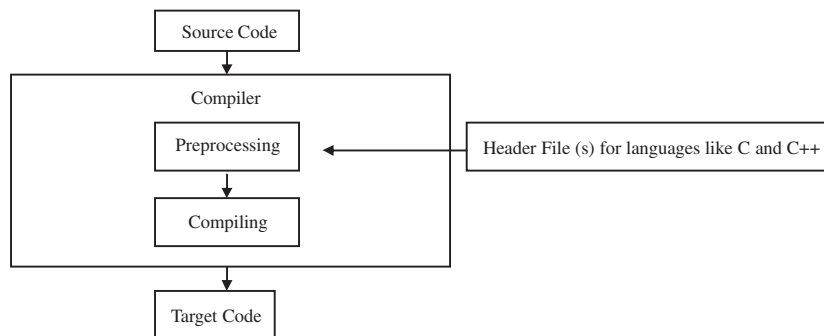 Source Code
Compiler
Preprocessing
Header File (s) for languages like C and C++
Compiling
Target Code